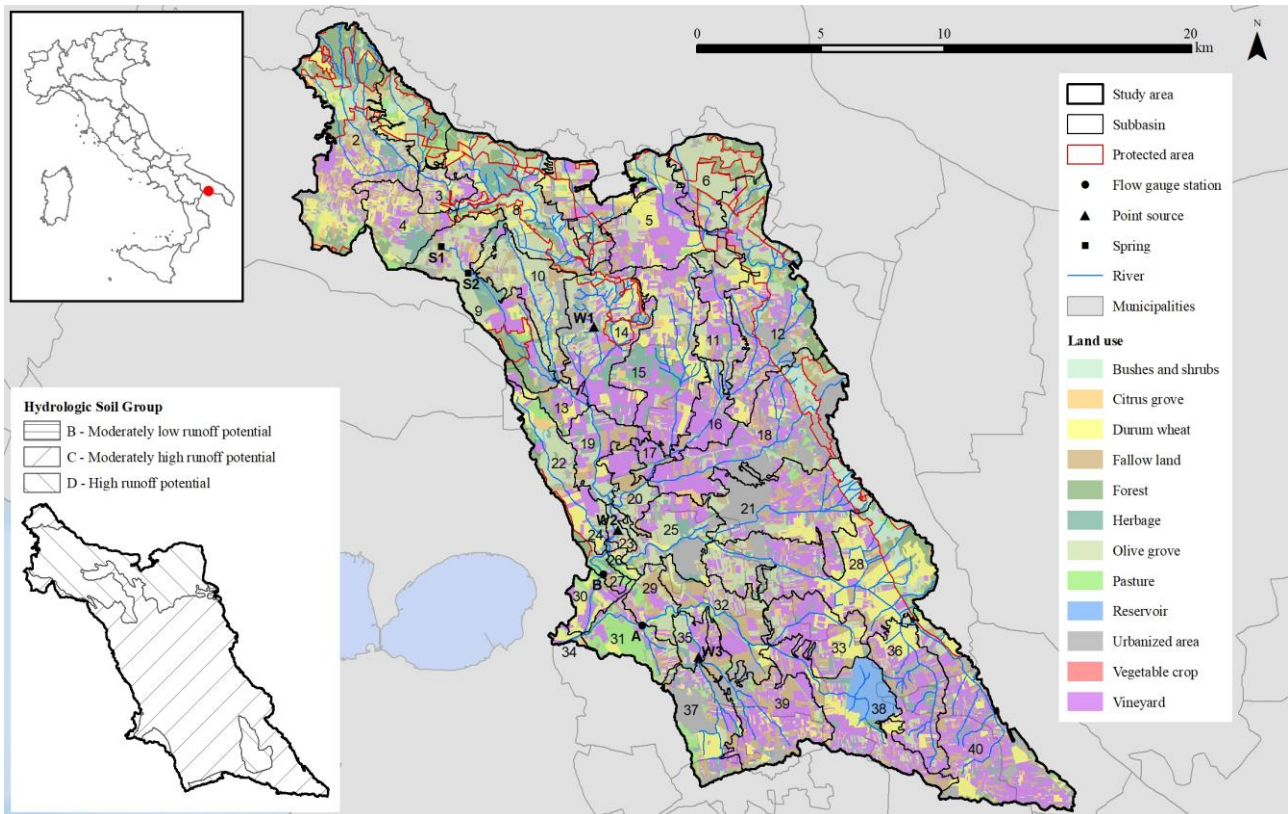 0 5 10 20
km
N
Study area
Subbasin
Protected area
Flow gauge station
Point source
Spring
River
Municipalities
Land use
Bushes and shrubs
Citrus grove
Durum wheat
Fallow land
Forest
Herbage
Olive grove
Pasture
Reservoir
Urbanized area
Vegetable crop
Vineyard
Hydrologic Soil Group
B - Moderately low runoff potential
C - Moderately high runoff potential
D - High runoff potential
1
2
6
3
8
5
4
S1
10
S2
9
W1
14
11
12
15
13
16
18
19
17
22
20
21
W2
24
23
25
26
28
B
27
29
30
32
31
A
35
33
36
34
W3
37
39
38
40